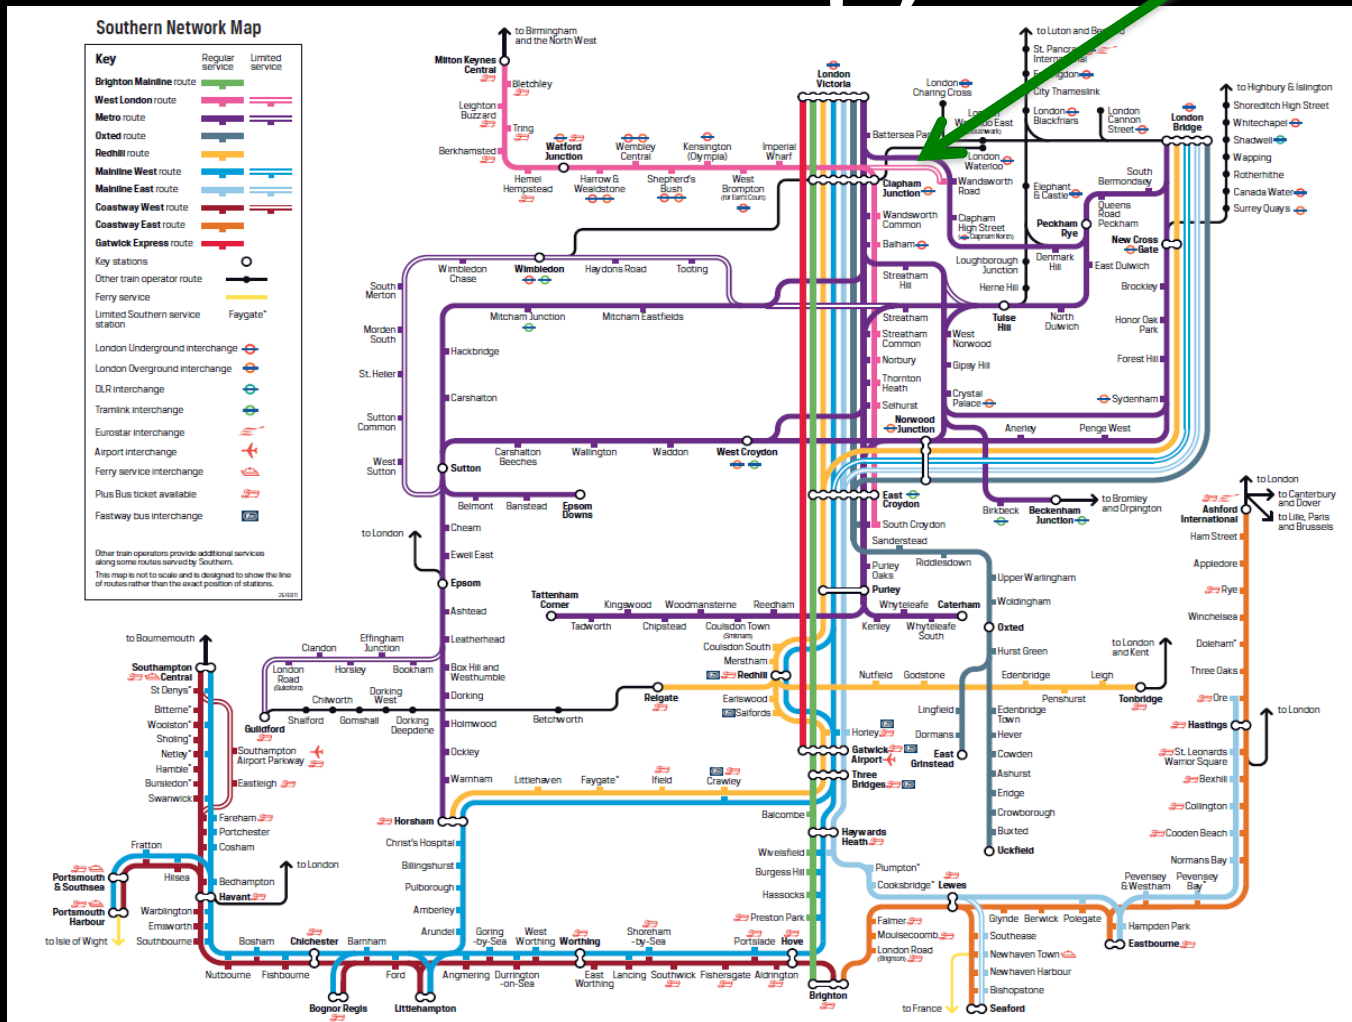 Southern Network Map
Key
Regular
service
Limited
service
Brighton Mainline route
West London route
Metro route
Oxted route
Redhill route
Mainline West route
Mainline East route
Coastway West route
Coastway East route
Gatwick Express route
Key stations
Other train operator route
Ferry service
Limited Southern service
station
Faygate*
London Underground interchange
London Overground interchange
DLR interchange
Tramlink interchange
Eurostar interchange
Airport interchange
Ferry service interchange
Plus Bus ticket available
Fastway bus interchange
Other train operators provide additional services
along some routes served by Southern.
This map is not to scale and is designed to show the line
of routes rather than the exact position of stations.
to Birmingham
and the North West
Milton Keynes
Central
Bletchley
Leighton
Buzzard
Tring
Berkhamsted
Watford
Junction
Wembley
Central
Kensington
(Olympia)
Imperial
Wharf
Hemel
Hempstead
Harrow &
Wealdstone
Shepherd's
Bush
West
Brompton
(for Earl's Court)
London
Victoria
Battersea Park
London
Charing Cross
to Luton and
St. Pancras
International
City Thameslink
London
Blackfriars
London
Cannon
Street
London
Bridge
to Highbury & Islington
Shoreditch High Street
Whitechapel
Shadwell
Wapping
Rotherhithe
Canada Water
Surrey Quays
London
Waterloo
Clapham
Junction
Wandsworth
Road
Clapham
High Street
(Clapham North)
Wandsworth
Common
Balham
Elephant
& Castle
South
Bermondsey
Queens
Road
Peckham
Peckham
Rye
New Cross
Gate
Denmark
Hill
East Dulwich
Loughborough
Junction
Herne Hill
Brockley
Honor Oak
Park
Forest Hill
Sydenham
Streatham
Hill
Tulse
Hill
North
Dulwich
Streatham
Streatham
Common
West
Norwood
Norbury
Gipsy Hill
Thornton
Heath
Crystal
Palace
Selhurst
Norwood
Junction
Anerley
Penge West
Wimbledon
Chase
Wimbledon
Haydons Road
Tooting
South
Merton
Morden
South
St. Helier
Sutton
Common
West
Sutton
Mitcham Junction
Mitcham Eastfields
Hackbridge
Carshalton
Sutton
Carshalton
Beeches
Wallington
Waddon
West Croydon
Belmont
Banstead
Epsom
Downs
East
Croydon
South Croydon
Birkbeck
Beckenham
Junction
to Bromley
and Orpington
Cheam
Ewell East
to London
Epsom
Ashtead
Leatherhead
Box Hill and
Westhumble
Dorking
Holmwood
Ockley
Warnham
Horsham
Sanderstead
Riddlesdown
Upper Warlingham
Woldingham
Oxted
Hurst Green
Purley
Oaks
Purley
Whyteleafe
Caterham
Kenley
Whyteleafe
South
Tattenham
Corner
Kingswood
Woodmansterne
Reedham
Tadworth
Chipstead
Coulsdon Town
(Smitham)
Coulsdon South
Merstham
Redhill
Earlswood
Salfords
Horley
Gatwick
Airport
Three
Bridges
Nutfield
Godstone
Edenbridge
Leigh
Penshurst
Tonbridge
to London
and Kent
Reigate
Betchworth
Lingfield
Dormans
East
Grinstead
Edenbridge
Town
Hever
Cowden
Ashurst
Eridge
Crowborough
Buxted
Uckfield
to London
to Canterbury
and Dover
to Lille, Paris
and Brussels
Ashford
International
Ham Street
Appledore
Rye
Winchelsea
Doleham*
Three Oaks
Ore
Hastings
to London
St. Leonards
Warrior Square
Bexhill
Collington
Cooden Beach
Normans Bay
Pevensey
& Westham
Pevensey
Bay*
to Bournemouth
Southampton
Central
St Denys*
Bitterne*
Woolston*
Sholing*
Netley*
Hamble*
Bursledon*
Swanwick
Southampton
Airport Parkway
Eastleigh
Fareham
Portchester
Cosham
Clandon
Effingham
Junction
London
Road
(Guildford)
Horsley
Bookham
Guildford
Chilworth
Dorking
West
Shalford
Gomshall
Dorking
Deepdene
Littlehaven
Faygate*
Ifield
Crawley
Fratton
Hilsea
Portsmouth
& Southsea
Portsmouth
Harbour
to Isle of Wight
to London
Bedhampton
Havant
Warblington
Emsworth
Southbourne
Christ's Hospital
Billingshurst
Pulborough
Amberley
Arundel
Balcombe
Haywards
Heath
Wivelsfield
Burgess Hill
Hassocks
Preston Park
Plumpton*
Cooksbridge*
Lewes
Falmer
Moulsecoomb
London Road
(Brighton)
Glynde
Berwick
Polegate
Hampden Park
Eastbourne
Southease
Newhaven Town
Newhaven Harbour
Bishopstone
Seaford
to France
Nutbourne
Bosham
Fishbourne
Chichester
Barnham
Ford
Bognor Regis
Littlehampton
Angmering
Goring
-by-Sea
Durrington
-on-Sea
West
Worthing
Worthing
East
Worthing
Lancing
Shoreham
-by-Sea
Southwick
Fishersgate
Portslade
Aldrington
Hove
Brighton